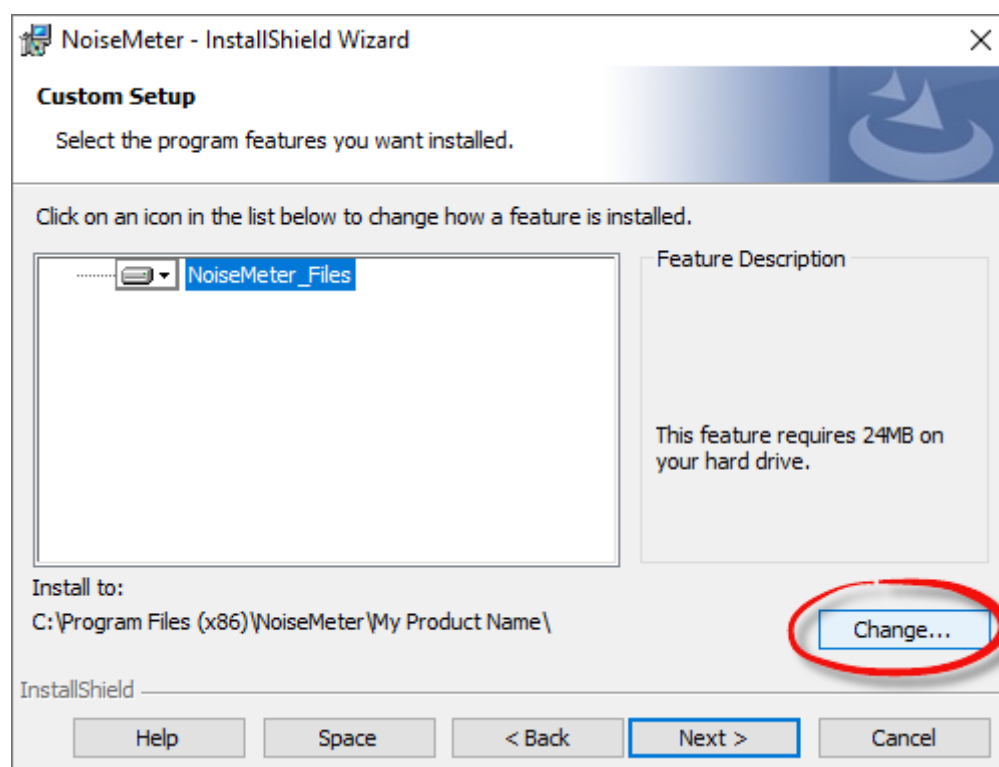 NoiseMeter - InstallShield Wizard
Custom Setup
Select the program features you want installed.
Click on an icon in the list below to change how a feature is installed.
NoiseMeter_Files
Feature Description
This feature requires 24MB on
your hard drive.
Install to:
C:\Program Files (x86)\NoiseMeter\My Product Name\
Change...
InstallShield
Help
Space
< Back
Next >
Cancel